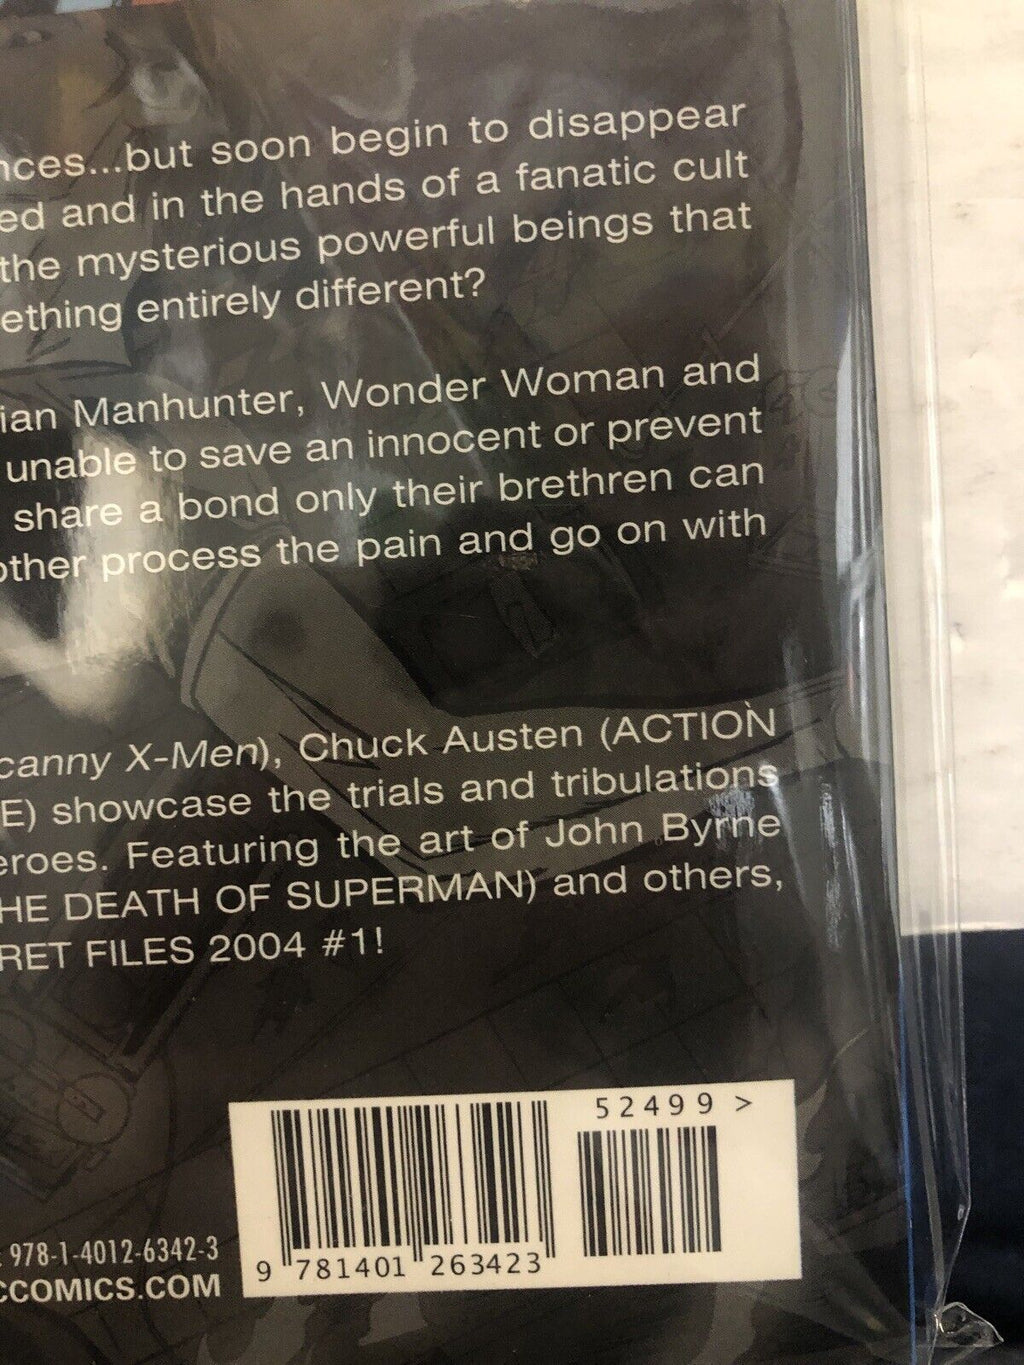 nces...but soon begin to disappear
ed and in the hands of a fanatic cult
the mysterious powerful beings that
ething entirely different?
ian Manhunter, Wonder Woman and
unable to save an innocent or prevent
share a bond only their brethren can
other process the pain and go on with
canny X-Men), Chuck Austen (ACTION
E) showcase the trials and tribulations
eroes. Featuring the art of John Byrne
HE DEATH OF SUPERMAN) and others,
RET FILES 2004 #1!
52499 >
978-1-4012-6342-3
CCOMICS.COM
9 781401 263423